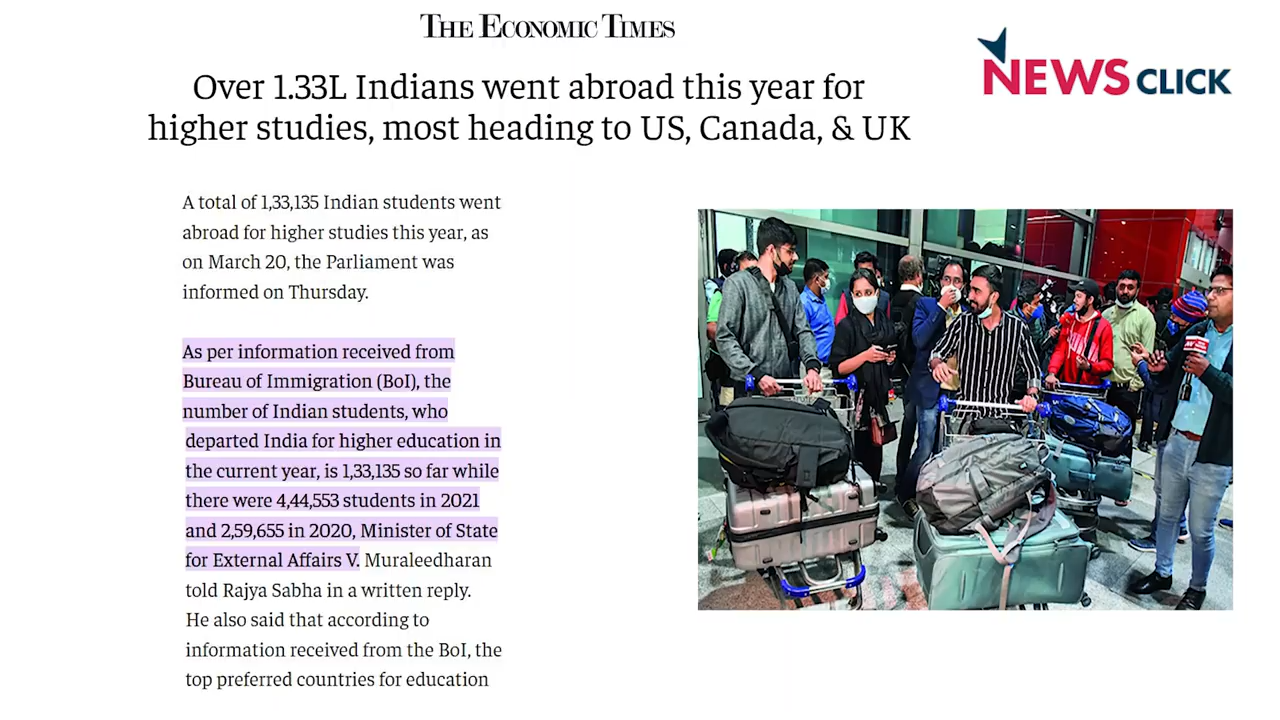 THE ECONOMIC TIMES
NEWSCLICK
Over 1.33L Indians went abroad this year for
higher studies, most heading to US, Canada, & UK
A total of 1,33,135 Indian students went
abroad for higher studies this year, as
on March 20, the Parliament was
informed on Thursday.
As per information received from
Bureau of Immigration (BoI), the
number of Indian students, who
departed India for higher education in
the current year, is 1,33,135 so far while
there were 4,44,553 students in 2021
and 2,59,655 in 2020, Minister of State
for External Affairs V. Muraleedharan
told Rajya Sabha in a written reply.
He also said that according to
information received from the BoI, the
top preferred countries for education